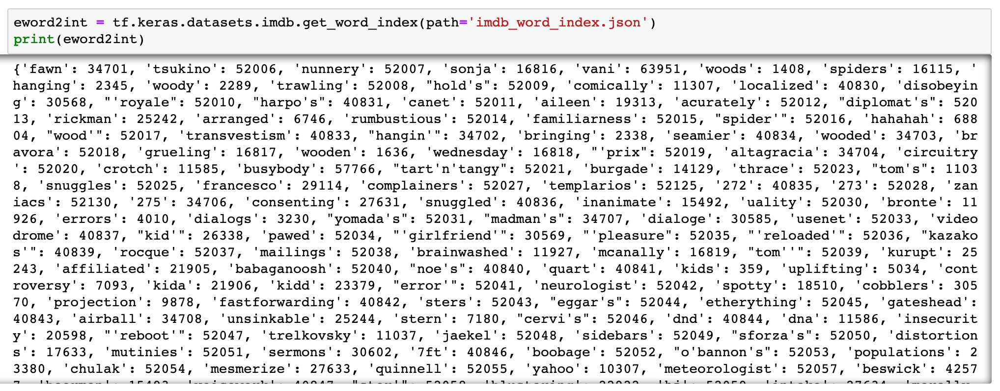 eword2int = tf.keras.datasets.imdb.get_word_index(path='imdb_word_index.json')
print(eword2int)
{'fawn': 34701, 'tsukino': 52006, 'nunnery': 52007, 'sonja': 16816, 'vani': 63951, 'woods': 1408, 'spiders': 16115, '
hanging': 2345, 'woody': 2289, 'trawling': 52008, "hold's": 52009, 'comically': 11307, 'localized': 40830, 'disobeyin
g': 30568, "'royale": 52010, "harpo's": 40831, 'canet': 52011, 'aileen': 19313, 'acurately': 52012, "diplomat's": 520
13, 'rickman': 25242, 'arranged': 6746, 'rumbustious': 52014, 'familiarness': 52015, "spider'": 52016, 'hahahah': 688
04, "wood'": 52017, 'transvestism': 40833, "hangin'": 34702, 'bringing': 2338, 'seamier': 40834, 'wooded': 34703, 'br
avora': 52018, 'grueling': 16817, 'wooden': 1636, 'wednesday': 16818, "'prix": 52019, 'altagracia': 34704, 'circuitry
': 52020, 'crotch': 11585, 'busybody': 57766, "tart'n'tangy": 52021, 'burgade': 14129, 'thrace': 52023, "tom's": 1103
8, 'snuggles': 52025, 'francesco': 29114, 'complainers': 52027, 'templarios': 52125, '272': 40835, '273': 52028, 'zan
iacs': 52130, '275': 34706, 'consenting': 27631, 'snuggled': 40836, 'inanimate': 15492, 'uality': 52030, 'bronte': 11
926, 'errors': 4010, 'dialogs': 3230, "yomada's": 52031, "madman's": 34707, 'dialoge': 30585, 'usenet': 52033, 'video
drome': 40837, "kid'": 26338, 'pawed': 52034, "'girlfriend'": 30569, "'pleasure": 52035, "'reloaded'": 52036, "kazako
s'": 40839, 'rocque': 52037, 'mailings': 52038, 'brainwashed': 11927, 'mcanally': 16819, "tom''": 52039, 'kurupt': 25
243, 'affiliated': 21905, 'babaganoosh': 52040, "noe's": 40840, 'quart': 40841, 'kids': 359, 'uplifting': 5034, 'cont
roversy': 7093, 'kida': 21906, 'kidd': 23379, "error'": 52041, 'neurologist': 52042, 'spotty': 18510, 'cobblers': 305
70, 'projection': 9878, 'fastforwarding': 40842, 'sters': 52043, "eggar's": 52044, 'etherything': 52045, 'gateshead':
40843, 'airball': 34708, 'unsinkable': 25244, 'stern': 7180, "cervi's": 52046, 'dnd': 40844, 'dna': 11586, 'insecurit
y': 20598, "'reboot'": 52047, 'trelkovsky': 11037, 'jaekel': 52048, 'sidebars': 52049, "sforza's": 52050, 'distortion
s': 17633, 'mutinies': 52051, 'sermons': 30602, '7ft': 40846, 'boobage': 52052, "o'bannon's": 52053, 'populations': 2
3380, 'chulak': 52054, 'mesmerize': 27633, 'quinnell': 52055, 'yahoo': 10307, 'meteorologist': 52057, 'beswick': 4257